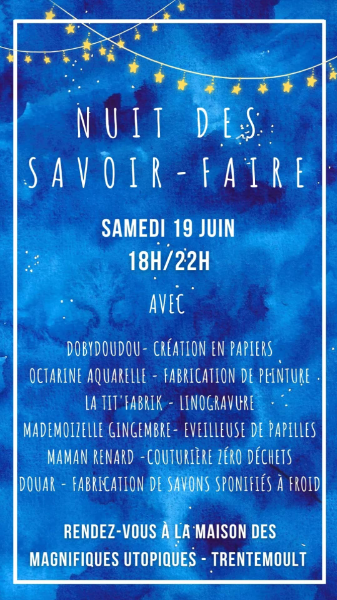 NUIT DES
SAVOIR-FAIRE
SAMEDI 19 JUIN
18H/22H
AVEC
DOBYDOUDOU- CRÉATION EN PAPIERS
OCTARINE AQUARELLE - FABRICATION DE PEINTURE
LA TIT'FABRIK - LINOGRAVURE
MADEMOIZELLE GINGEMBRE- EVEILLEUSE DE PAPILLES
MAMAN RENARD -COUTURIÈRE ZÉRO DÉCHETS
DOUAR - FABRICATION DE SAVONS SPONIFIÉS À FROID
RENDEZ-VOUS À LA MAISON DES
MAGNIFIQUES UTOPIQUES - TRENTEMOULT